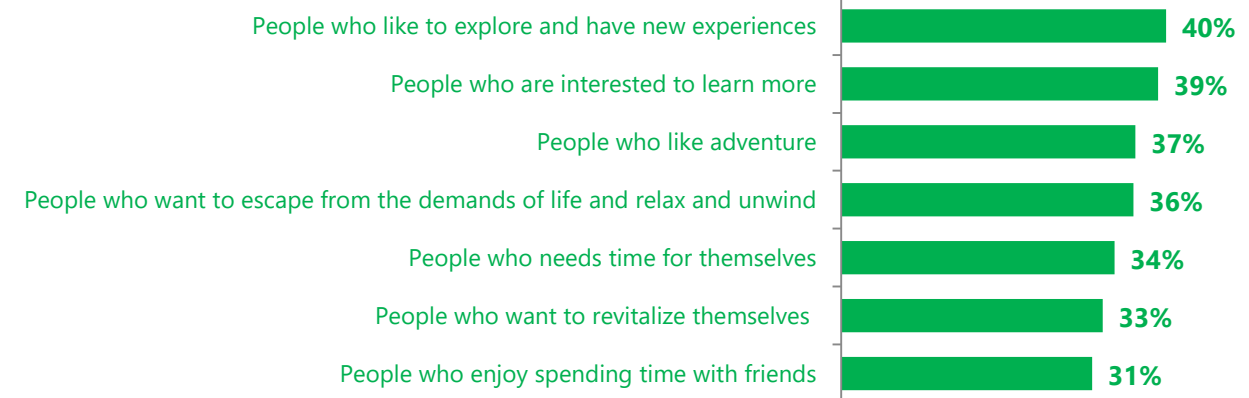 People who like to explore and have new experiences 40%
People who are interested to learn more 39%
People who like adventure 37%
People who want to escape from the demands of life and relax and unwind 36%
People who needs time for themselves 34%
People who want to revitalize themselves 33%
People who enjoy spending time with friends 31%